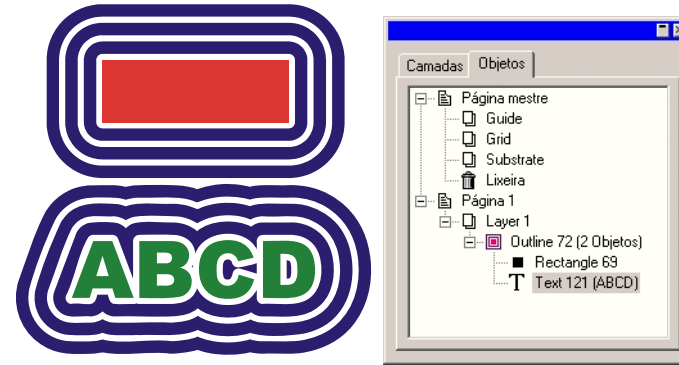 ABCD
Camadas Objetos
Página mestre
Guide
Grid
Substrate
Lixeira
Página 1
Layer 1
Outline 72 (2 Objetos)
Rectangle 69
Text 121 (ABCD)